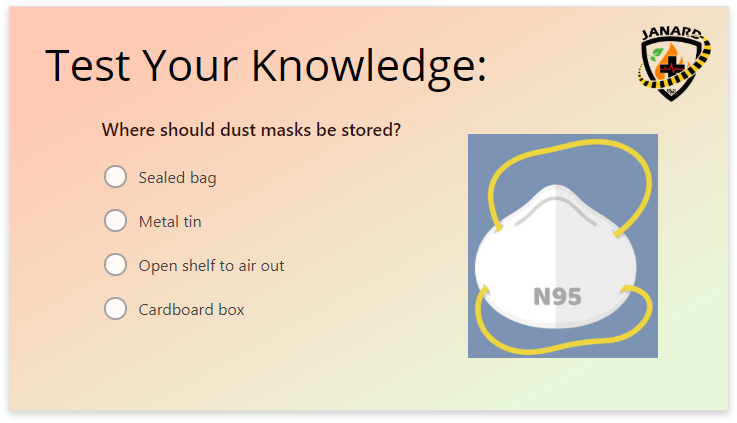 JANARD
Test Your Knowledge:
Where should dust masks be stored?
Sealed bag
Metal tin
Open shelf to air out
Cardboard box
N95